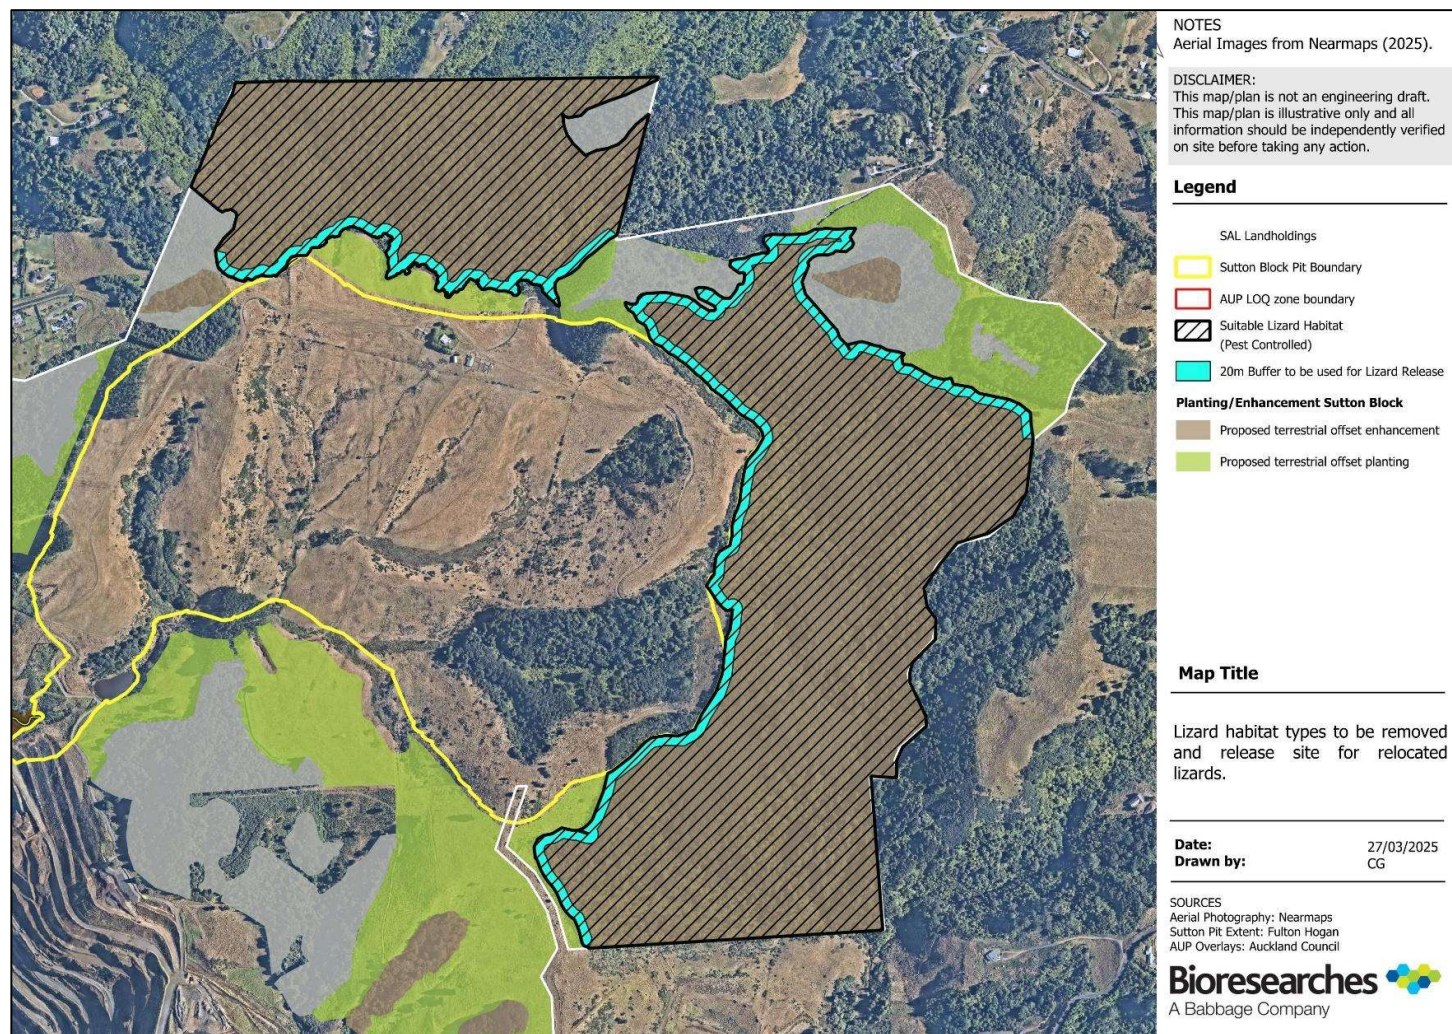 NOTES
Aerial Images from Nearmaps (2025).
DISCLAIMER:
This map/plan is not an engineering draft.
This map/plan is illustrative only and all
information should be independently verified
on site before taking any action.
Legend
SAL Landholdings
Sutton Block Pit Boundary
AUP LOQ zone boundary
Suitable Lizard Habitat
(Pest Controlled)
20m Buffer to be used for Lizard Release
Planting/Enhancement Sutton Block
Proposed terrestrial offset enhancement
Proposed terrestrial offset planting
Map Title
Lizard habitat types to be removed
and release site for relocated
lizards.
Date: 27/03/2025
Drawn by: CG
SOURCES
Aerial Photography: Nearmaps
Sutton Pit Extent: Fulton Hogan
AUP Overlays: Auckland Council
Bioresearches
A Babbage Company